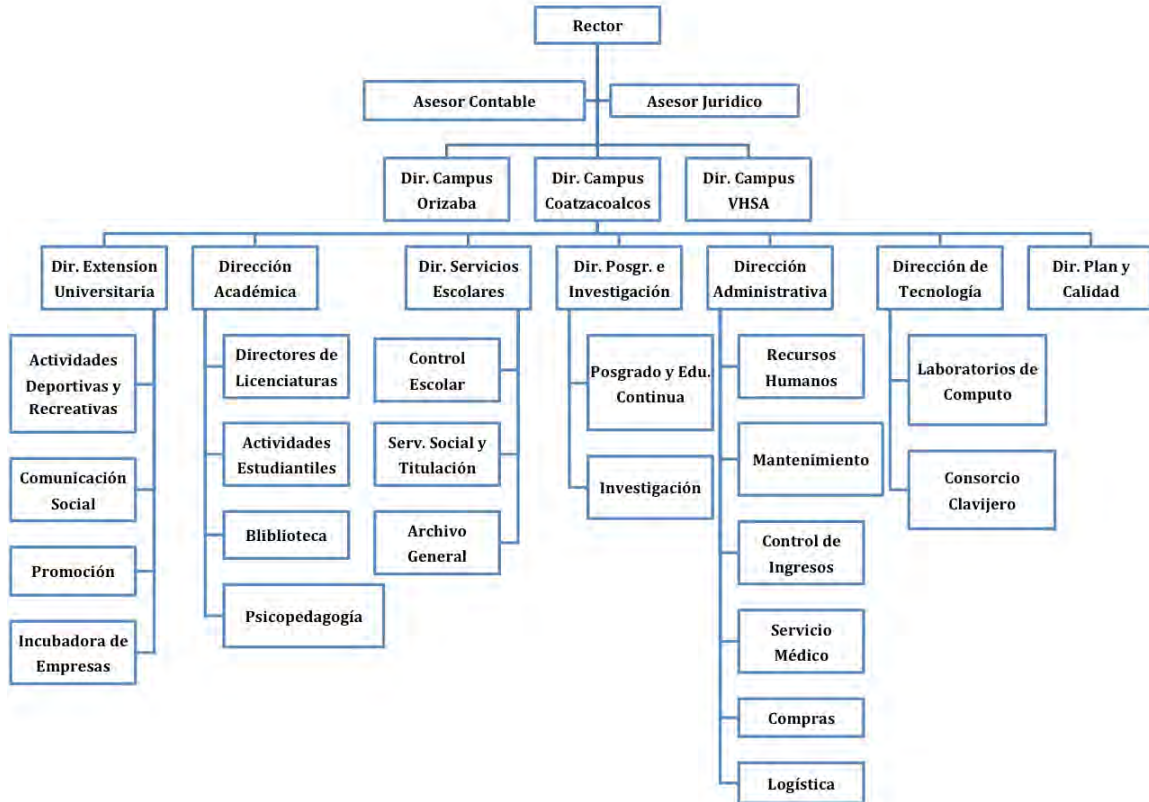 Rector
Asesor Contable
Asesor Juridico
Dir. Campus
Orizaba
Dir. Campus
Coatzacoalcos
Dir. Campus
VHSA
Dir. Extension
Universitaria
Dirección
Académica
Dir. Servicios
Escolares
Dir. Posgr. e
Investigación
Dirección
Administrativa
Dirección de
Tecnología
Dir. Plan y
Calidad
Actividades
Deportivas y
Recreativas
Comunicación
Social
Promoción
Incubadora de
Empresas
Directores de
Licenciaturas
Actividades
Estudiantiles
Bliblioteca
Psicopedagogía
Control
Escolar
Serv. Social y
Titulación
Archivo
General
Posgrado y Edu.
Continua
Investigación
Recursos
Humanos
Mantenimiento
Control de
Ingresos
Servicio
Médico
Compras
Logística
Laboratorios de
Computo
Consorcio
Clavijero